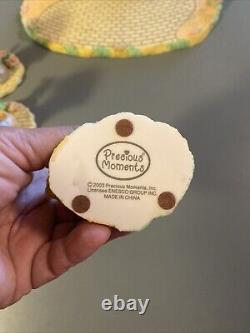 Precious
Moments
© 2003 Precious Moments, Inc.
Licensee ENESCO GROUP INC
MADE IN CHINA